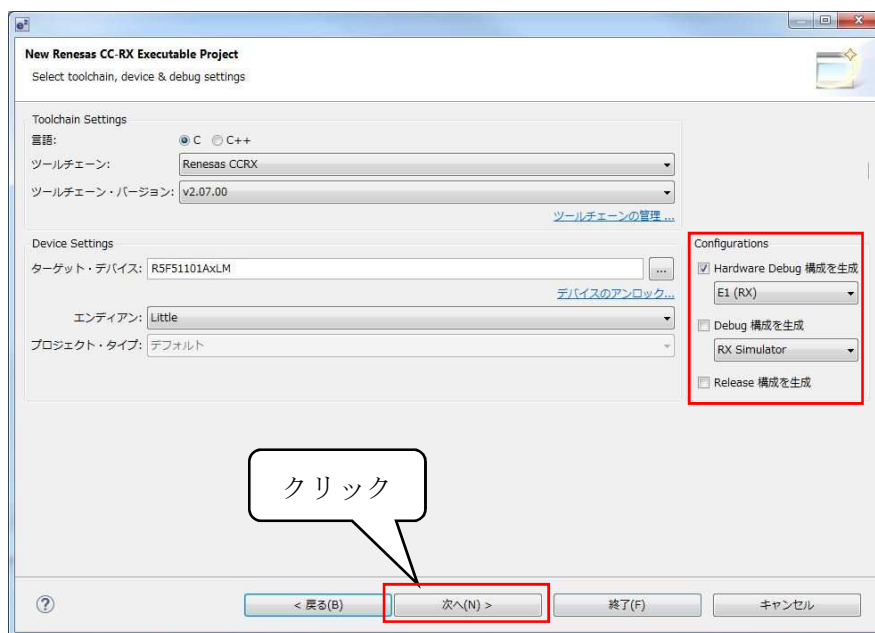 e²
New Renesas CC-RX Executable Project
Select toolchain, device & debug settings
Toolchain Settings
言語:
C C++
ツールチェーン:
Renesas CCRX
ツールチェーン・バージョン:
v2.07.00
ツールチェーンの管理 ...
Device Settings
ターゲット・デバイス:
R5F51101AxLM
...
デバイスのアンロック...
エンディアン:
Little
プロジェクト・タイプ:
デフォルト
Configurations
Hardware Debug 構成を生成
E1 (RX)
Debug 構成を生成
RX Simulator
Release 構成を生成
クリック
?
< 戻る(B)
次へ(N) >
終了(F)
キャンセル